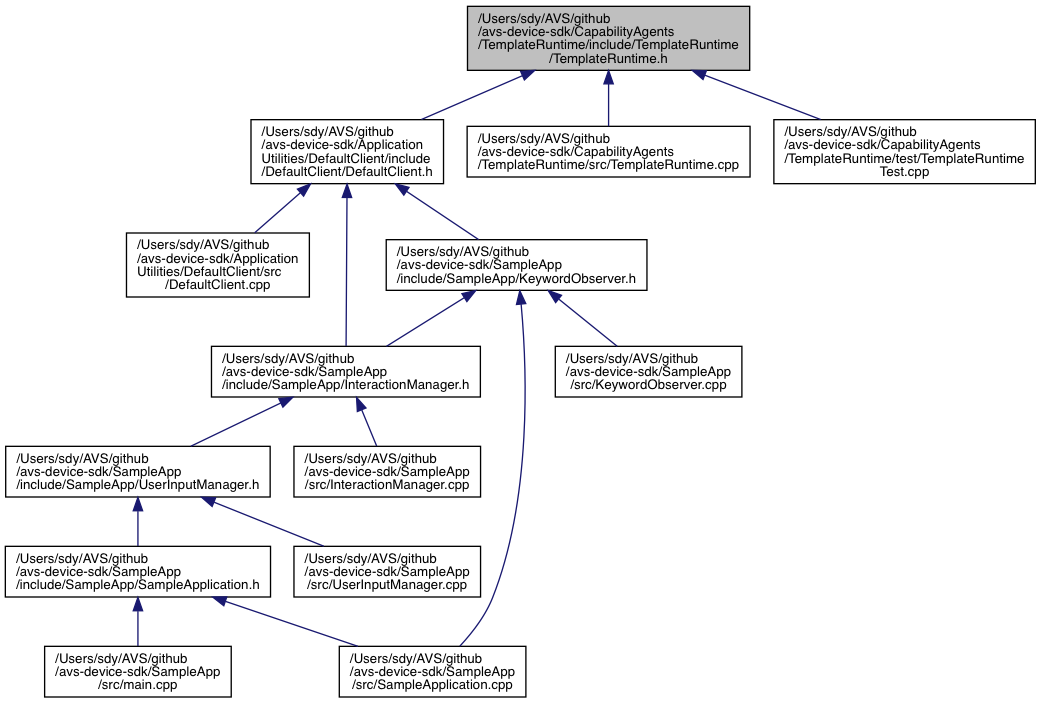 /Users/sdy/AVS/github
/avs-device-sdk/CapabilityAgents
/TemplateRuntime/include/TemplateRuntime
/TemplateRuntime.h
/Users/sdy/AVS/github
/avs-device-sdk/Application
Utilities/DefaultClient/include
/DefaultClient/DefaultClient.h
/Users/sdy/AVS/github
/avs-device-sdk/CapabilityAgents
/TemplateRuntime/src/TemplateRuntime.cpp
/Users/sdy/AVS/github
/avs-device-sdk/CapabilityAgents
/TemplateRuntime/test/TemplateRuntime
Test.cpp
/Users/sdy/AVS/github
/avs-device-sdk/Application
Utilities/DefaultClient/src
/DefaultClient.cpp
/Users/sdy/AVS/github
/avs-device-sdk/SampleApp
/include/SampleApp/KeywordObserver.h
/Users/sdy/AVS/github
/avs-device-sdk/SampleApp
/include/SampleApp/InteractionManager.h
/Users/sdy/AVS/github
/avs-device-sdk/SampleApp
/src/KeywordObserver.cpp
/Users/sdy/AVS/github
/avs-device-sdk/SampleApp
/include/SampleApp/UserInputManager.h
/Users/sdy/AVS/github
/avs-device-sdk/SampleApp
/src/InteractionManager.cpp
/Users/sdy/AVS/github
/avs-device-sdk/SampleApp
/include/SampleApp/SampleApplication.h
/Users/sdy/AVS/github
/avs-device-sdk/SampleApp
/src/UserInputManager.cpp
/Users/sdy/AVS/github
/avs-device-sdk/SampleApp
/src/main.cpp
/Users/sdy/AVS/github
/avs-device-sdk/SampleApp
/src/SampleApplication.cpp